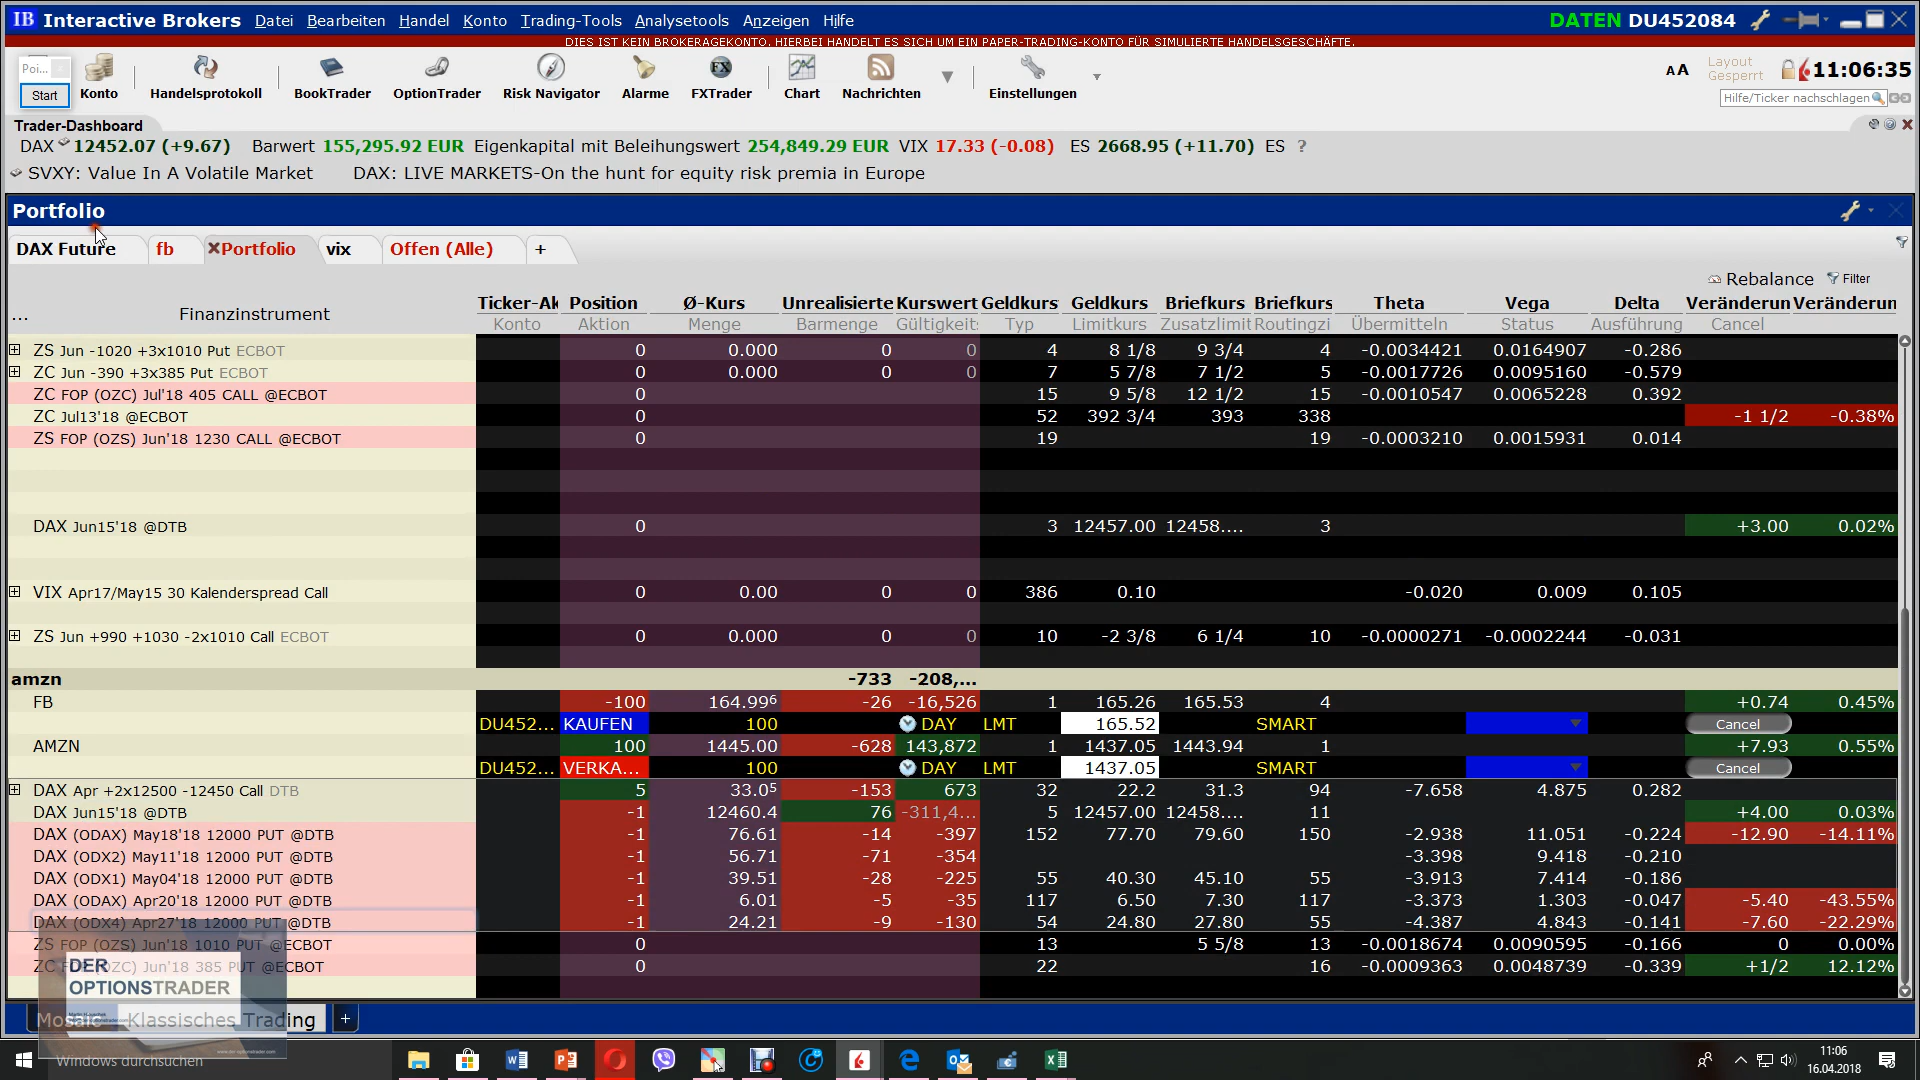 IB Interactive Brokers Datei Bearbeiten Handel Konto Trading-Tools Analysetools Anzeigen Hilfe DATEN DU452084
DIES IST KEIN BROKERAGEKONTO. HIERBEI HANDELT ES SICH UM EIN PAPER-TRADING-KONTO FÜR SIMULIERTE HANDELSGESCHÄFTE.
Poi... Start Konto Handelsprotokoll BookTrader OptionTrader Risk Navigator Alarme FX FXTrader Chart Nachrichten Einstellungen AA Layout Gesperrt 11:06:35
Hilfe/Ticker nachschlagen
Trader-Dashboard
DAX 12452.07 (+9.67) Barwert 155,295.92 EUR Eigenkapital mit Beleihungswert 254,849.29 EUR VIX 17.33 (-0.08) ES 2668.95 (+11.70) ES ?
SVXY: Value In A Volatile Market DAX: LIVE MARKETS-On the hunt for equity risk premia in Europe
Portfolio
DAX Future fb Portfolio vix Offen (Alle) +
Rebalance Filter
Ticker-Ak Position Ø-Kurs Unrealisierte Kurswert Geldkurs Geldkurs Briefkurs Briefkurs Theta Vega Delta Veränderun Veränderun
... Finanzinstrument Konto Aktion Menge Barmenge Gültigkeit Typ Limitkurs Zusatzlimit Routingzi Übermitteln Status Ausführung Cancel
ZS Jun -1020 +3x1010 Put ECBOT 0 0.000 0 0 4 8 1/8 9 3/4 4 -0.0034421 0.0164907 -0.286
ZC Jun -390 +3x385 Put ECBOT 0 0.000 0 0 7 5 7/8 7 1/2 5 -0.0017726 0.0095160 -0.579
ZC FOP (OZC) Jul'18 405 CALL @ECBOT 0 15 9 5/8 12 1/2 15 -0.0010547 0.0065228 0.392
ZC Jul13'18 @ECBOT 0 52 392 3/4 393 338 -1 1/2 -0.38%
ZS FOP (OZS) Jun'18 1230 CALL @ECBOT 0 19 19 -0.0003210 0.0015931 0.014
DAX Jun15'18 @DTB 0 3 12457.00 12458.... 3 +3.00 0.02%
VIX Apr17/May15 30 Kalenderspread Call 0 0.00 0 0 386 0.10 -0.020 0.009 0.105
ZS Jun +990 +1030 -2x1010 Call ECBOT 0 0.000 0 0 10 -2 3/8 6 1/4 10 -0.0000271 -0.0002244 -0.031
amzn -733 -208,...
FB -100 164.996 -26 -16,526 1 165.26 165.53 4 +0.74 0.45%
DU452... KAUFEN 100 DAY LMT 165.52 SMART Cancel
AMZN 100 1445.00 -628 143,872 1 1437.05 1443.94 1 +7.93 0.55%
DU452... VERKA... 100 DAY LMT 1437.05 SMART Cancel
DAX Apr +2x12500 -12450 Call DTB 5 33.05 -153 673 32 22.2 31.3 94 -7.658 4.875 0.282
DAX Jun15'18 @DTB -1 12460.4 76 -311,4... 5 12457.00 12458.... 11 +4.00 0.03%
DAX (ODAX) May18'18 12000 PUT @DTB -1 76.61 -14 -397 152 77.70 79.60 150 -2.938 11.051 -0.224 -12.90 -14.11%
DAX (ODX2) May11'18 12000 PUT @DTB -1 56.71 -71 -354 -3.398 9.418 -0.210
DAX (ODX1) May04'18 12000 PUT @DTB -1 39.51 -28 -225 55 40.30 45.10 55 -3.913 7.414 -0.186
DAX (ODAX) Apr20'18 12000 PUT @DTB -1 6.01 -5 -35 117 6.50 7.30 117 -3.373 1.303 -0.047 -5.40 -43.55%
DAX (ODX4) Apr27'18 12000 PUT @DTB -1 24.21 -9 -130 54 24.80 27.80 55 -4.387 4.843 -0.141 -7.60 -22.29%
ZS FOP (OZS) Jun'18 1010 PUT @ECBOT 0 13 5 5/8 13 -0.0018674 0.0090595 -0.166 0 0.00%
ZC FOP (OZC) Jun'18 385 PUT @ECBOT 0 22 16 -0.0009363 0.0048739 -0.339 +1/2 12.12%
DER
OPTIONSTRADER
Mosaic Klassisches Trading +
Windows durchsuchen
11:06
16.04.2018